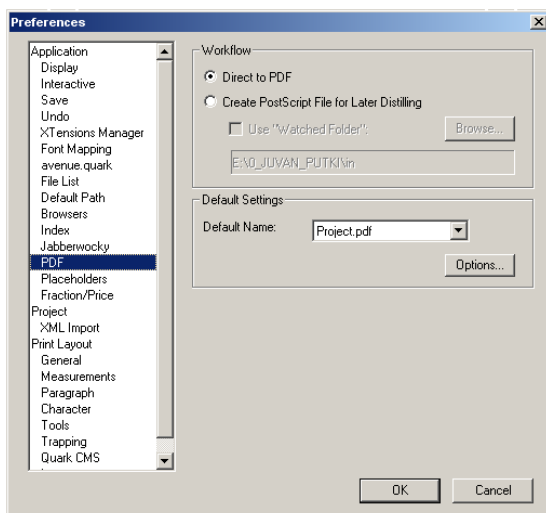 Preferences
Application
Display
Interactive
Save
Undo
XTensions Manager
Font Mapping
avenue.quark
File List
Default Path
Browsers
Index
Jabberwocky
PDF
Placeholders
Fraction/Price
Project
XML Import
Print Layout
General
Measurements
Paragraph
Character
Tools
Trapping
Quark CMS
Workflow
Direct to PDF
Create PostScript File for Later Distilling
Use "Watched Folder":
Browse...
E:\0_JUVAN_PUTKI\in
Default Settings
Default Name:
Project.pdf
Options...
OK
Cancel